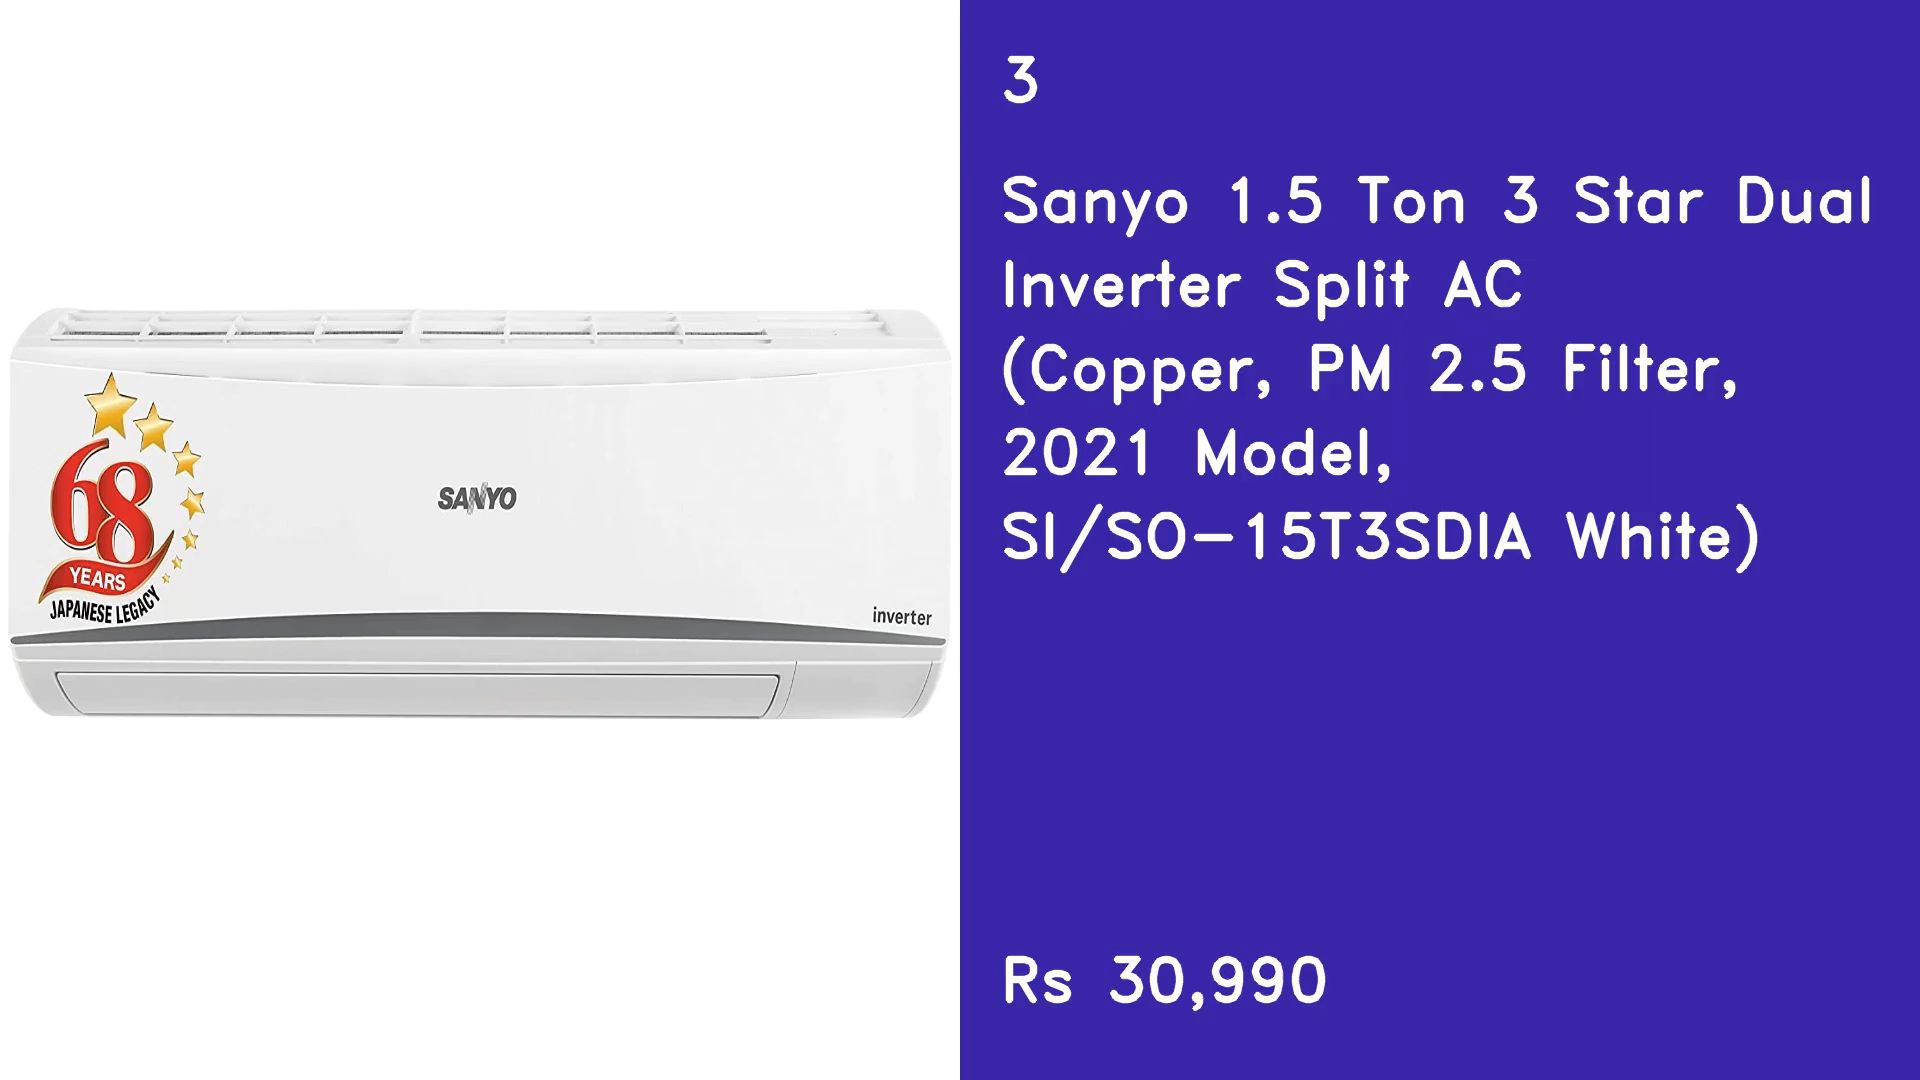 68
YEARS
JAPANESE LEGACY
SANYO
inverter
3
Sanyo 1.5 Ton 3 Star Dual
Inverter Split AC
(Copper, PM 2.5 Filter,
2021 Model,
SI/SO-15T3SDIA White)
Rs 30,990